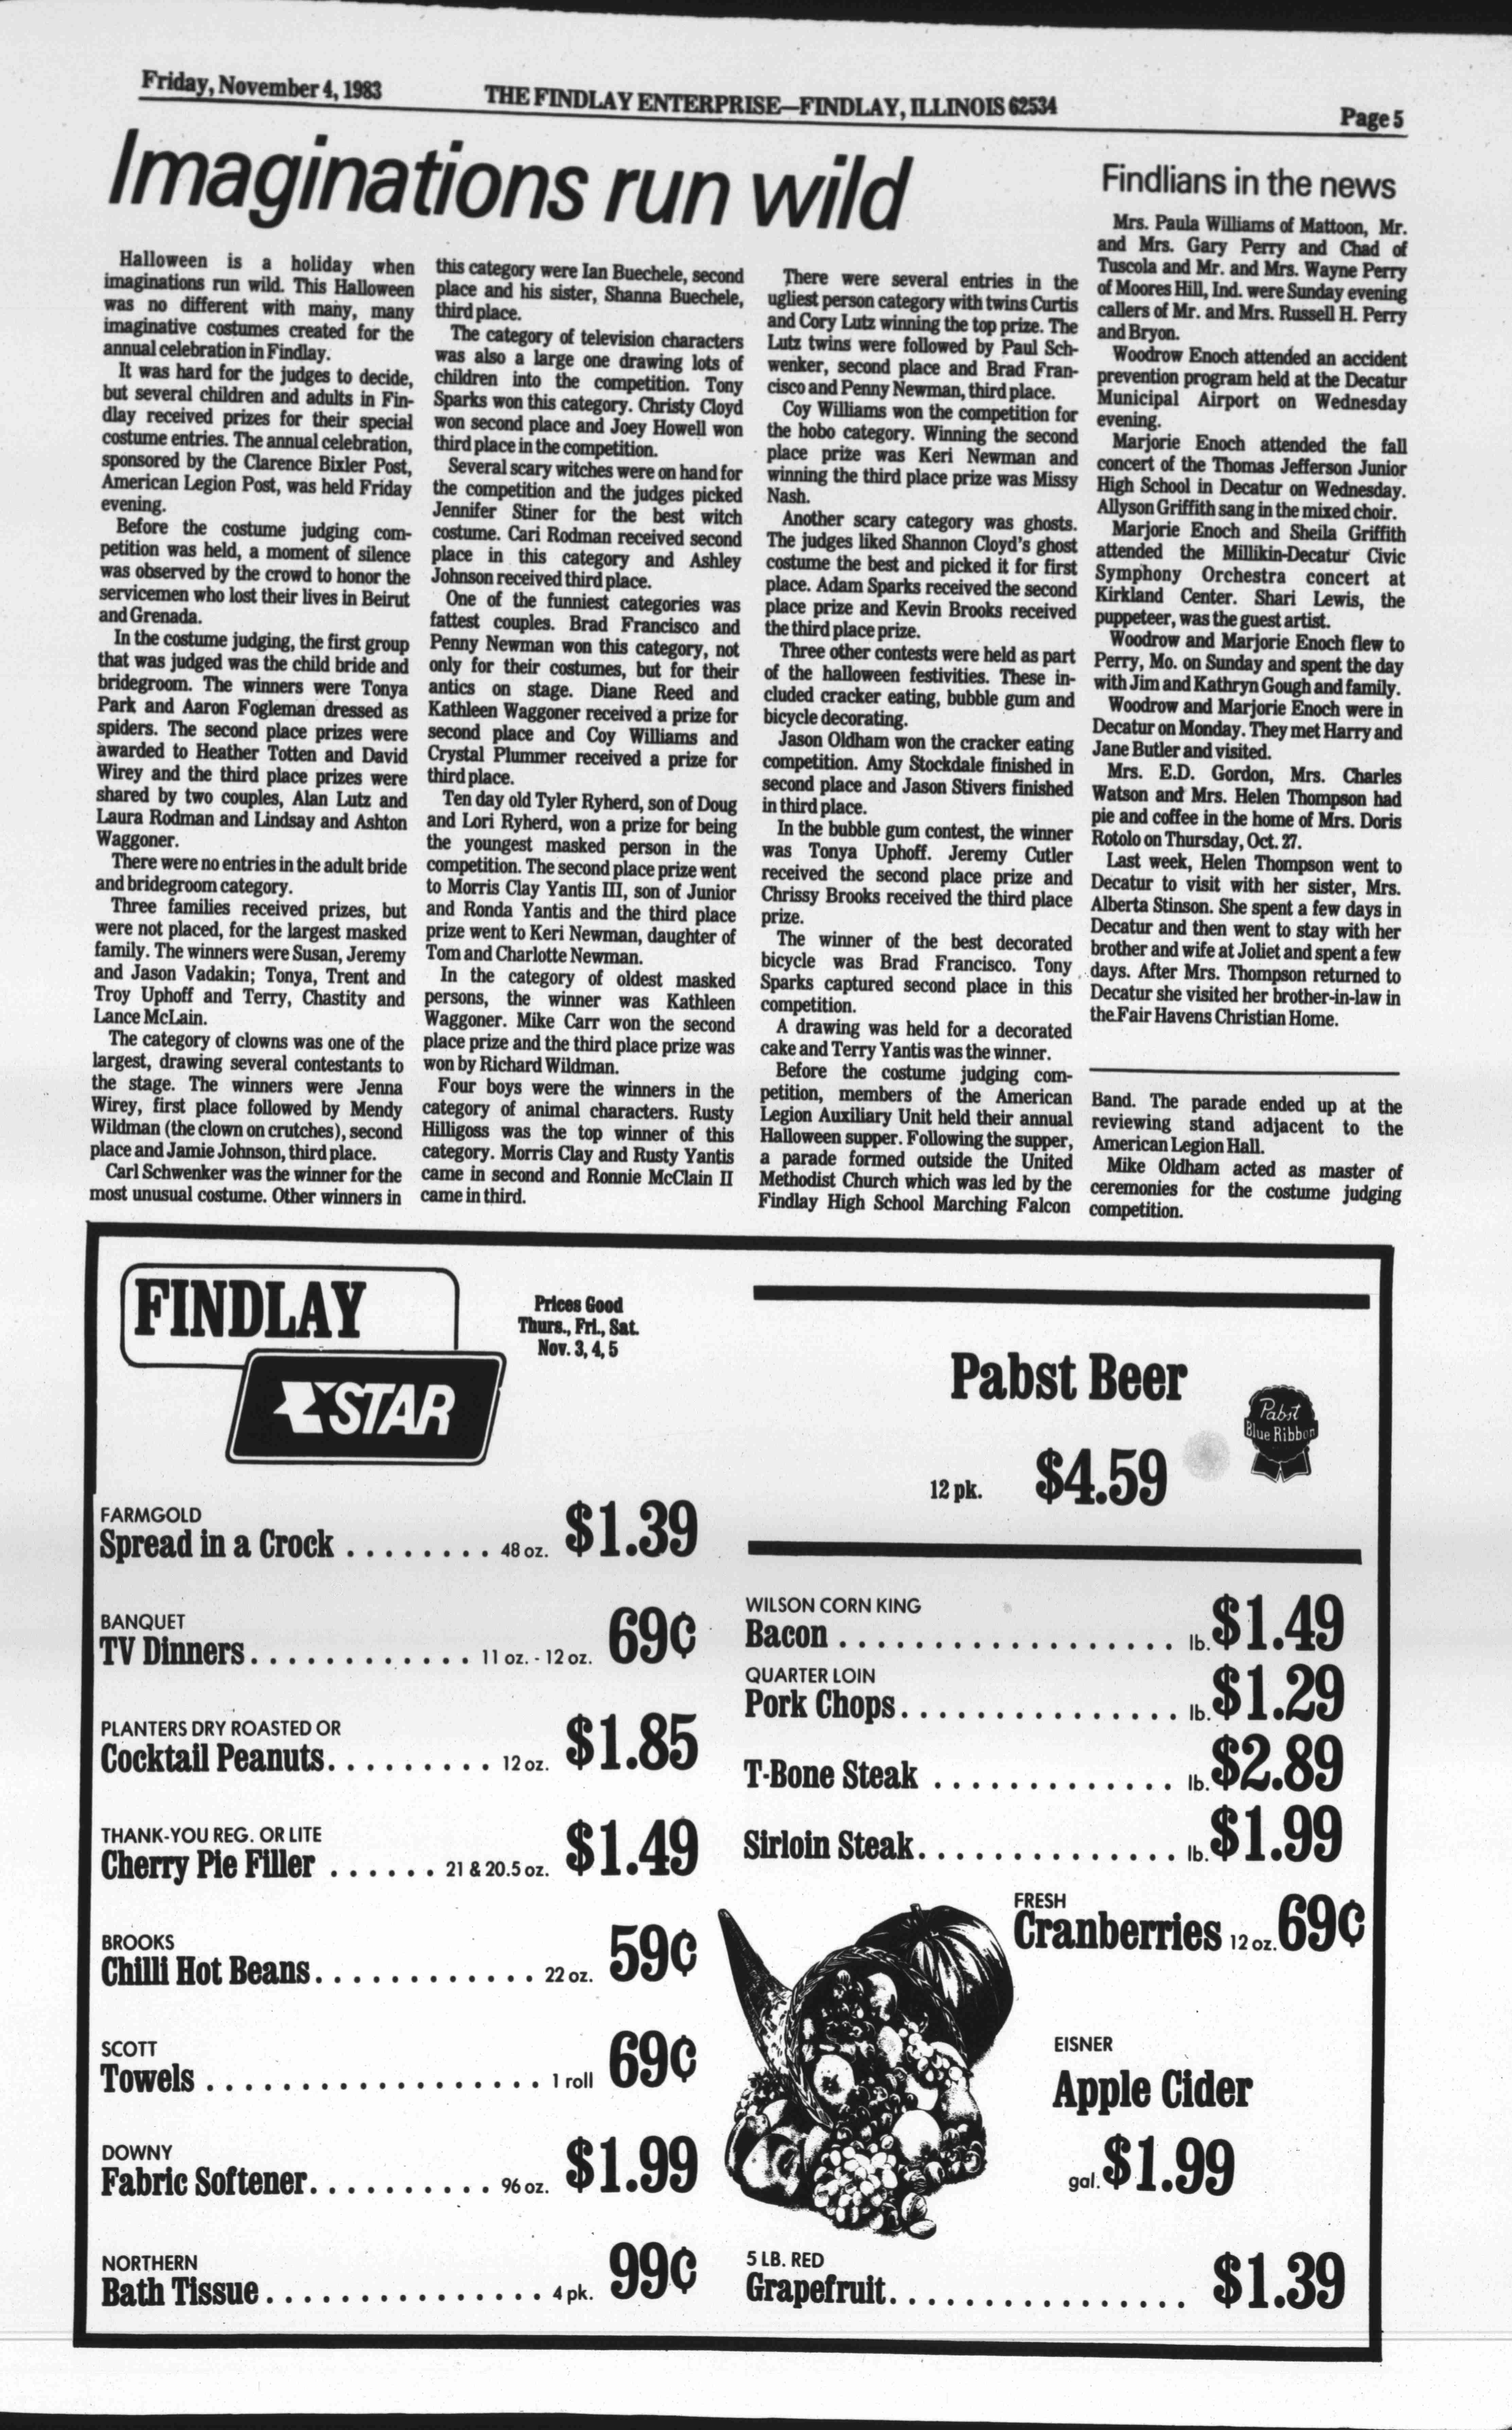 Friday, November 4, 1983
THE FINDLAY ENTERPRISE—FINDLAY, ILLINOIS 62534
Page 5
Imaginations run wild
Halloween is a holiday when
imaginations run wild. This Halloween
was no different with many, many
imaginative costumes created for the
annual celebration in Findlay.
It was hard for the judges to decide,
but several children and adults in Fin-
dlay received prizes for their special
costume entries. The annual celebration,
sponsored by the Clarence Bixler Post,
American Legion Post, was held Friday
evening.
Before the costume judging com-
petition was held, a moment of silence
was observed by the crowd to honor the
servicemen who lost their lives in Beirut
and Grenada.
In the costume judging, the first group
that was judged was the child bride and
bridegroom. The winners were Tonya
Park and Aaron Fogleman dressed as
spiders. The second place prizes were
awarded to Heather Totten and David
Wirey and the third place prizes were
shared by two couples, Alan Lutz and
Laura Rodman and Lindsay and Ashton
Waggoner.
There were no entries in the adult bride
and bridegroom category.
Three families received prizes, but
were not placed, for the largest masked
family. The winners were Susan, Jeremy
and Jason Vadakin; Tonya, Trent and
Troy Uphoff and Terry, Chastity and
Lance McLain.
The category of clowns was one of the
largest, drawing several contestants to
the stage. The winners were Jenna
Wirey, first place followed by Mendy
Wildman (the clown on crutches), second
place and Jamie Johnson, third place.
Carl Schwenker was the winner for the
most unusual costume. Other winners in
this category were Ian Buechele, second
place and his sister, Shanna Buechele,
third place.
The category of television characters
was also a large one drawing lots of
children into the competition. Tony
Sparks won this category. Christy Cloyd
won second place and Joey Howell won
third place in the competition.
Several scary witches were on hand for
the competition and the judges picked
Jennifer Stiner for the best witch
costume. Cari Rodman received second
place in this category and Ashley
Johnson received third place.
One of the funniest categories was
fattest couples. Brad Francisco and
Penny Newman won this category, not
only for their costumes, but for their
antics on stage. Diane Reed and
Kathleen Waggoner received a prize for
second place and Coy Williams and
Crystal Plummer received a prize for
third place.
Ten day old Tyler Ryherd, son of Doug
and Lori Ryherd, won a prize for being
the youngest masked person in the
competition. The second place prize went
to Morris Clay Yantis III, son of Junior
and Ronda Yantis and the third place
prize went to Keri Newman, daughter of
Tom and Charlotte Newman.
In the category of oldest masked
persons, the winner was Kathleen
Waggoner. Mike Carr won the second
place prize and the third place prize was
won by Richard Wildman.
Four boys were the winners in the
category of animal characters. Rusty
Hilligoss was the top winner of this
category. Morris Clay and Rusty Yantis
came in second and Ronnie McClain II
came in third.
There were several entries in the
ugliest person category with twins Curtis
and Cory Lutz winning the top prize. The
Lutz twins were followed by Paul Sch-
wenker, second place and Brad Fran-
cisco and Penny Newman, third place.
Coy Williams won the competition for
the hobo category. Winning the second
place prize was Keri Newman and
winning the third place prize was Missy
Nash.
Another scary category was ghosts.
The judges liked Shannon Cloyd's ghost
costume the best and picked it for first
place. Adam Sparks received the second
place prize and Kevin Brooks received
the third place prize.
Three other contests were held as part
of the halloween festivities. These in-
cluded cracker eating, bubble gum and
bicycle decorating.
Jason Oldham won the cracker eating
competition. Amy Stockdale finished in
second place and Jason Stivers finished
in third place.
In the bubble gum contest, the winner
was Tonya Uphoff. Jeremy Cutler
received the second place prize and
Chrissy Brooks received the third place
prize.
The winner of the best decorated
bicycle was Brad Francisco. Tony
Sparks captured second place in this
competition.
A drawing was held for a decorated
cake and Terry Yantis was the winner.
Before the costume judging com-
petition, members of the American
Legion Auxiliary Unit held their annual
Halloween supper. Following the supper,
a parade formed outside the United
Methodist Church which was led by the
Findlay High School Marching Falcon
Band. The parade ended up at the
reviewing stand adjacent to the
American Legion Hall.
Mike Oldham acted as master of
ceremonies for the costume judging
competition.
Findlians in the news
Mrs. Paula Williams of Mattoon, Mr.
and Mrs. Gary Perry and Chad of
Tuscola and Mr. and Mrs. Wayne Perry
of Moores Hill, Ind. were Sunday evening
callers of Mr. and Mrs. Russell H. Perry
and Bryon.
Woodrow Enoch attended an accident
prevention program held at the Decatur
Municipal Airport on Wednesday
evening.
Marjorie Enoch attended the fall
concert of the Thomas Jefferson Junior
High School in Decatur on Wednesday.
Allyson Griffith sang in the mixed choir.
Marjorie Enoch and Sheila Griffith
attended the Millikin-Decatur Civic
Symphony Orchestra concert at
Kirkland Center. Shari Lewis, the
puppeteer, was the guest artist.
Woodrow and Marjorie Enoch flew to
Perry, Mo. on Sunday and spent the day
with Jim and Kathryn Gough and family.
Woodrow and Marjorie Enoch were in
Decatur on Monday. They met Harry and
Jane Butler and visited.
Mrs. E.D. Gordon, Mrs. Charles
Watson and Mrs. Helen Thompson had
pie and coffee in the home of Mrs. Doris
Rotolo on Thursday, Oct. 27.
Last week, Helen Thompson went to
Decatur to visit with her sister, Mrs.
Alberta Stinson. She spent a few days in
Decatur and then went to stay with her
brother and wife at Joliet and spent a few
days. After Mrs. Thompson returned to
Decatur she visited her brother-in-law in
the Fair Havens Christian Home.
FINDLAY
STAR
Prices Good
Thurs., Fri., Sat.
Nov. 3, 4, 5
FARMGOLD
Spread in a Crock ........ 48 oz. $1.39
BANQUET
TV Dinners............ 11 oz. - 12 oz. 69¢
PLANTERS DRY ROASTED OR
Cocktail Peanuts......... 12 oz. $1.85
THANK-YOU REG. OR LITE
Cherry Pie Filler ...... 21 & 20.5 oz. $1.49
BROOKS
Chilli Hot Beans............ 22 oz. 59¢
SCOTT
Towels .................. 1 roll 69¢
DOWNY
Fabric Softener.......... 96 oz. $1.99
NORTHERN
Bath Tissue............... 4 pk. 99¢
Pabst Beer
12 pk. $4.59
Pabst
Blue Ribbon
WILSON CORN KING
Bacon .................. lb. $1.49
QUARTER LOIN
Pork Chops............... lb. $1.29
T-Bone Steak ............. lb. $2.89
Sirloin Steak.............. lb. $1.99
FRESH
Cranberries 12 oz. 69¢
EISNER
Apple Cider
gal. $1.99
5 LB. RED
Grapefruit................ $1.39